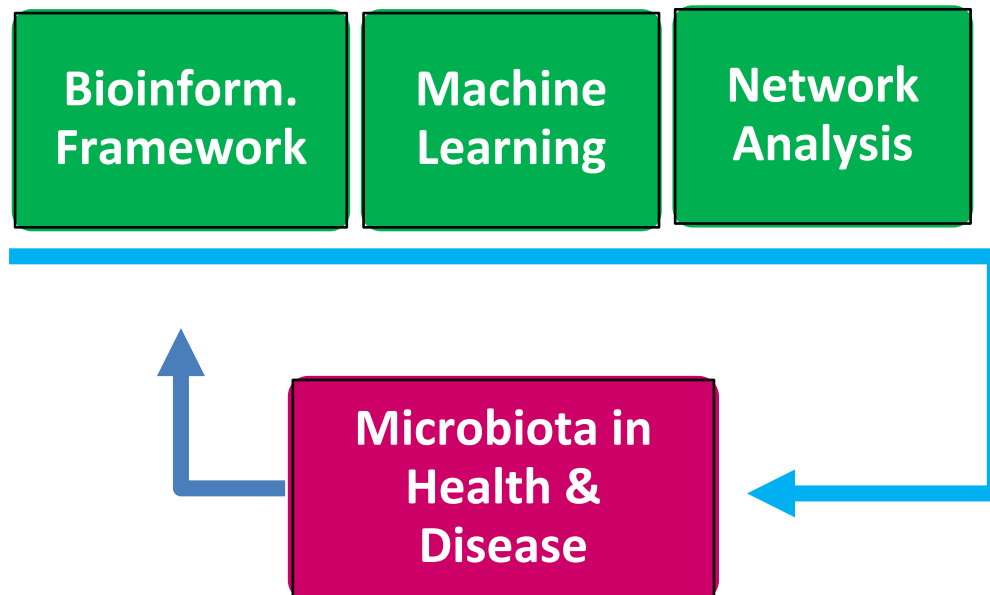 Bioinform.
Framework
Machine
Learning
Network
Analysis
Microbiota in
Health &
Disease